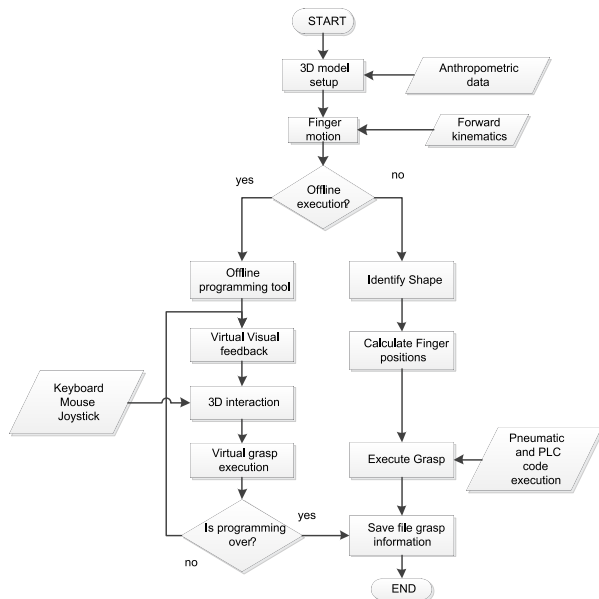 START
3D model
setup
Anthropometric
data
Finger
motion
Forward
kinematics
yes
no
Offline
execution?
Offline
programming tool
Identify Shape
Virtual Visual
feedback
Calculate Finger
positions
Keyboard
Mouse
Joystick
3D interaction
Virtual grasp
execution
Execute Grasp
Pneumatic
and PLC
code
execution
Is programming
over?
yes
no
Save file grasp
information
END